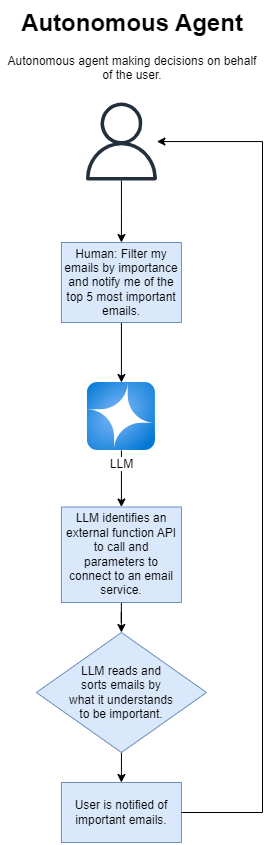 Autonomous Agent
Autonomous agent making decisions on behalf
of the user.
Human: Filter my
emails by importance
and notify me of the
top 5 most important
emails.
LLM
LLM identifies an
external function API
to call and
parameters to
connect to an email
service.
LLM reads and
sorts emails by
what it understands
to be important.
User is notified of
important emails.